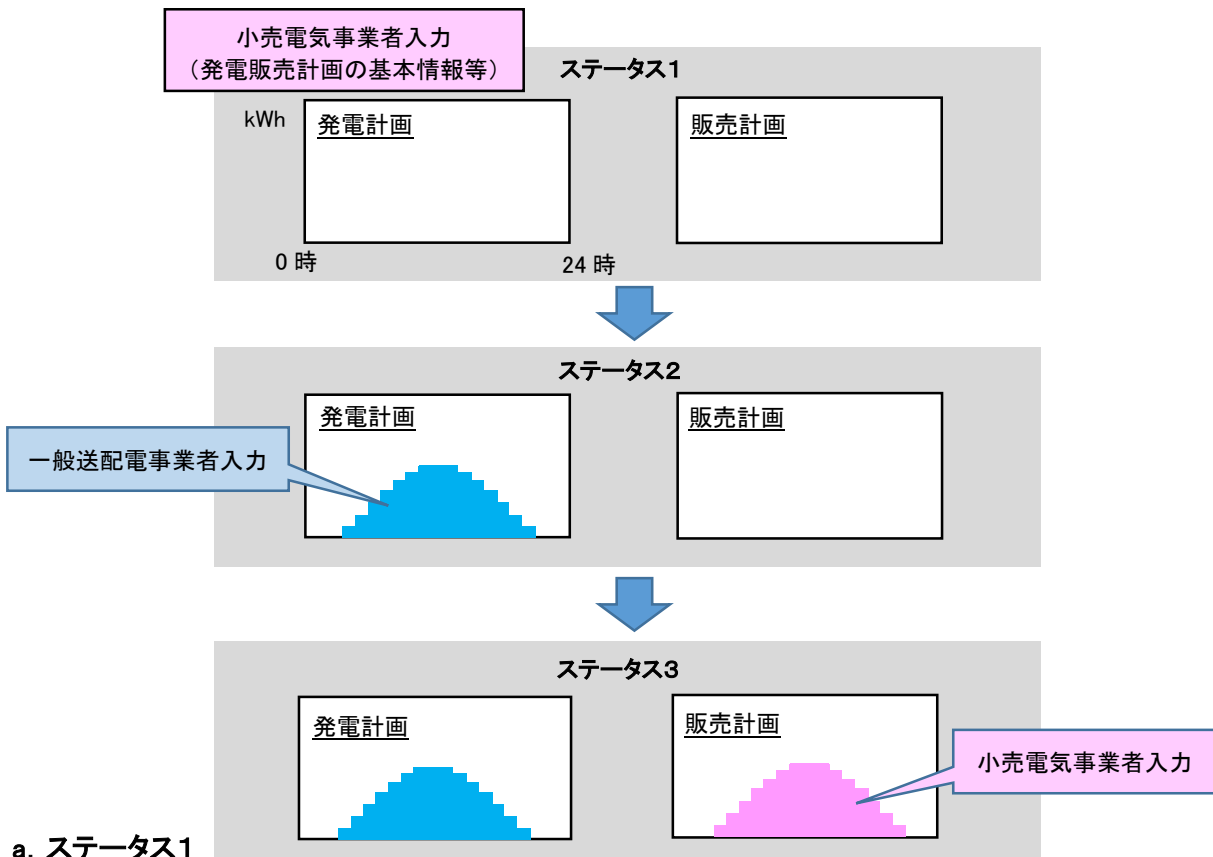 小売電気事業者入力
（発電販売計画の基本情報等）
ステータス１
kWh
発電計画
販売計画
0 時
24 時
ステータス２
発電計画
販売計画
一般送配電事業者入力
ステータス３
発電計画
販売計画
小売電気事業者入力
a．ステータス１